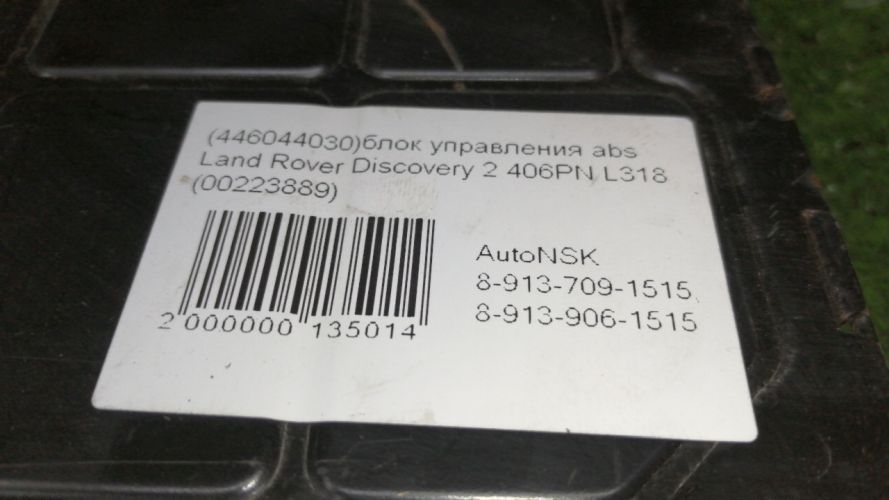 (446044030)блок управления abs
Land Rover Discovery 2 406PN L318
(00223889)
AutoNSK
8-913-709-1515
8-913-906-1515
2 000000 135014